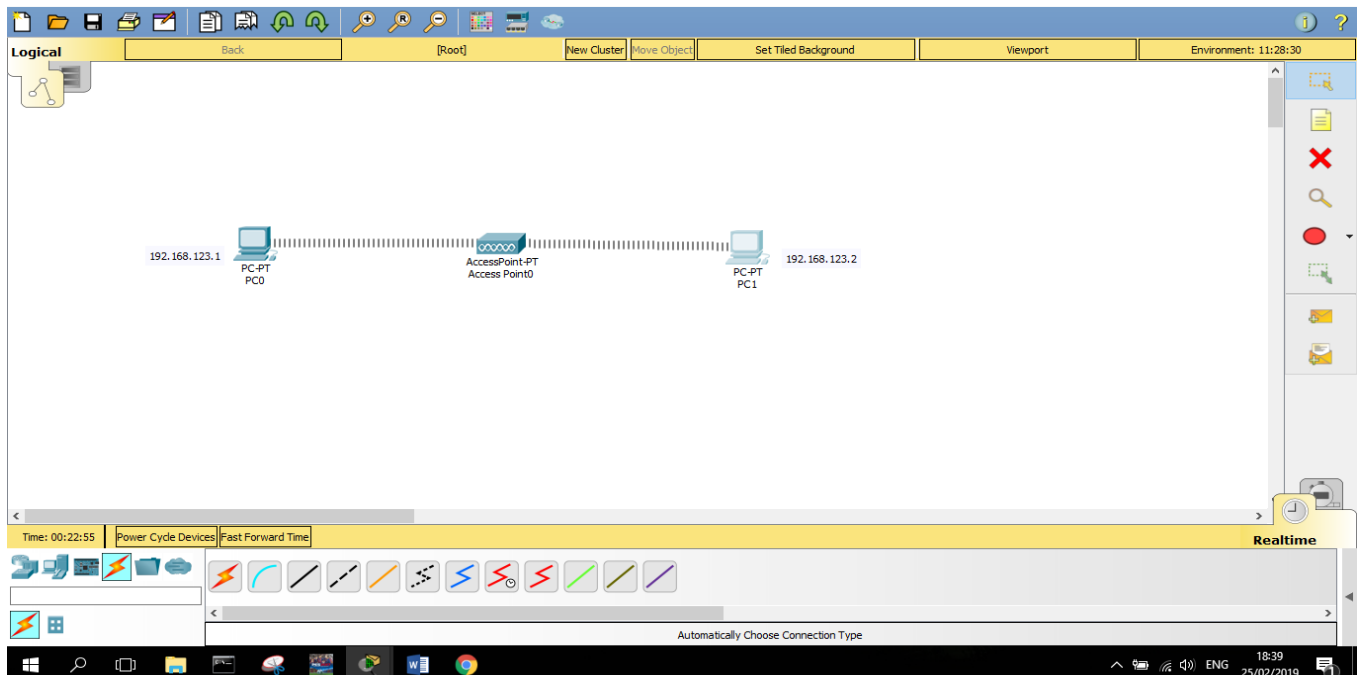 Logical
Back
[Root]
New Cluster
Move Object
Set Tiled Background
Viewport
Environment: 11:28:30
192.168.123.1
PC-PT
PC0
AccessPoint-PT
Access Point0
PC-PT
PC1
192.168.123.2
Time: 00:22:55
Power Cycle Devices
Fast Forward Time
Realtime
Automatically Choose Connection Type
ENG
18:39
25/02/2019